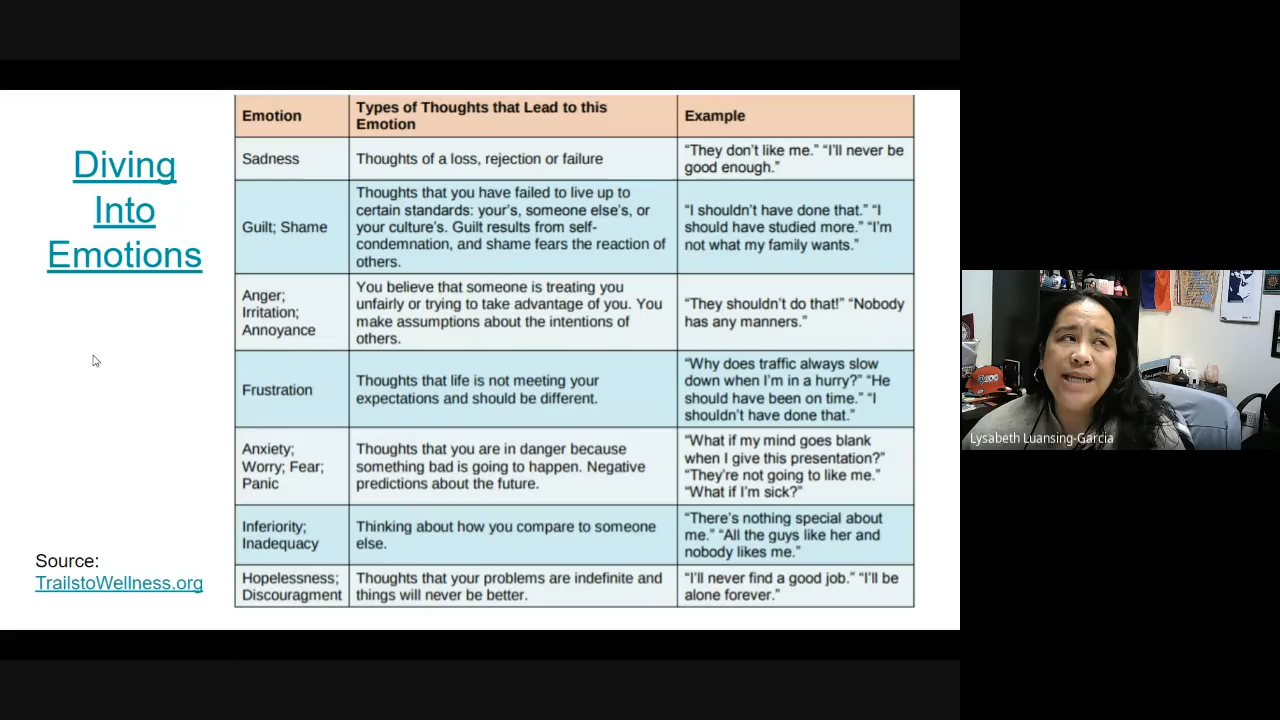 Diving
Into
Emotions
Source:
TrailstoWellness.org
Emotion
Types of Thoughts that Lead to this
Emotion
Example
Sadness
Thoughts of a loss, rejection or failure
“They don’t like me.” “I’ll never be
good enough.”
Guilt; Shame
Thoughts that you have failed to live up to
certain standards: your’s, someone else’s, or
your culture’s. Guilt results from self-
condemnation, and shame fears the reaction of
others.
“I shouldn’t have done that.” “I
should have studied more.” “I’m
not what my family wants.”
Anger;
Irritation;
Annoyance
You believe that someone is treating you
unfairly or trying to take advantage of you. You
make assumptions about the intentions of
others.
“They shouldn’t do that!” “Nobody
has any manners.”
Frustration
Thoughts that life is not meeting your
expectations and should be different.
“Why does traffic always slow
down when I’m in a hurry?” “He
should have been on time.” “I
shouldn’t have done that.”
Anxiety;
Worry; Fear;
Panic
Thoughts that you are in danger because
something bad is going to happen. Negative
predictions about the future.
“What if my mind goes blank
when I give this presentation?”
“They’re not going to like me.”
“What if I’m sick?”
Inferiority;
Inadequacy
Thinking about how you compare to someone
else.
“There’s nothing special about
me.” “All the guys like her and
nobody likes me.”
Hopelessness;
Discouragment
Thoughts that your problems are indefinite and
things will never be better.
“I’ll never find a good job.” “I’ll be
alone forever.”
Lysabeth Luansing-Garcia